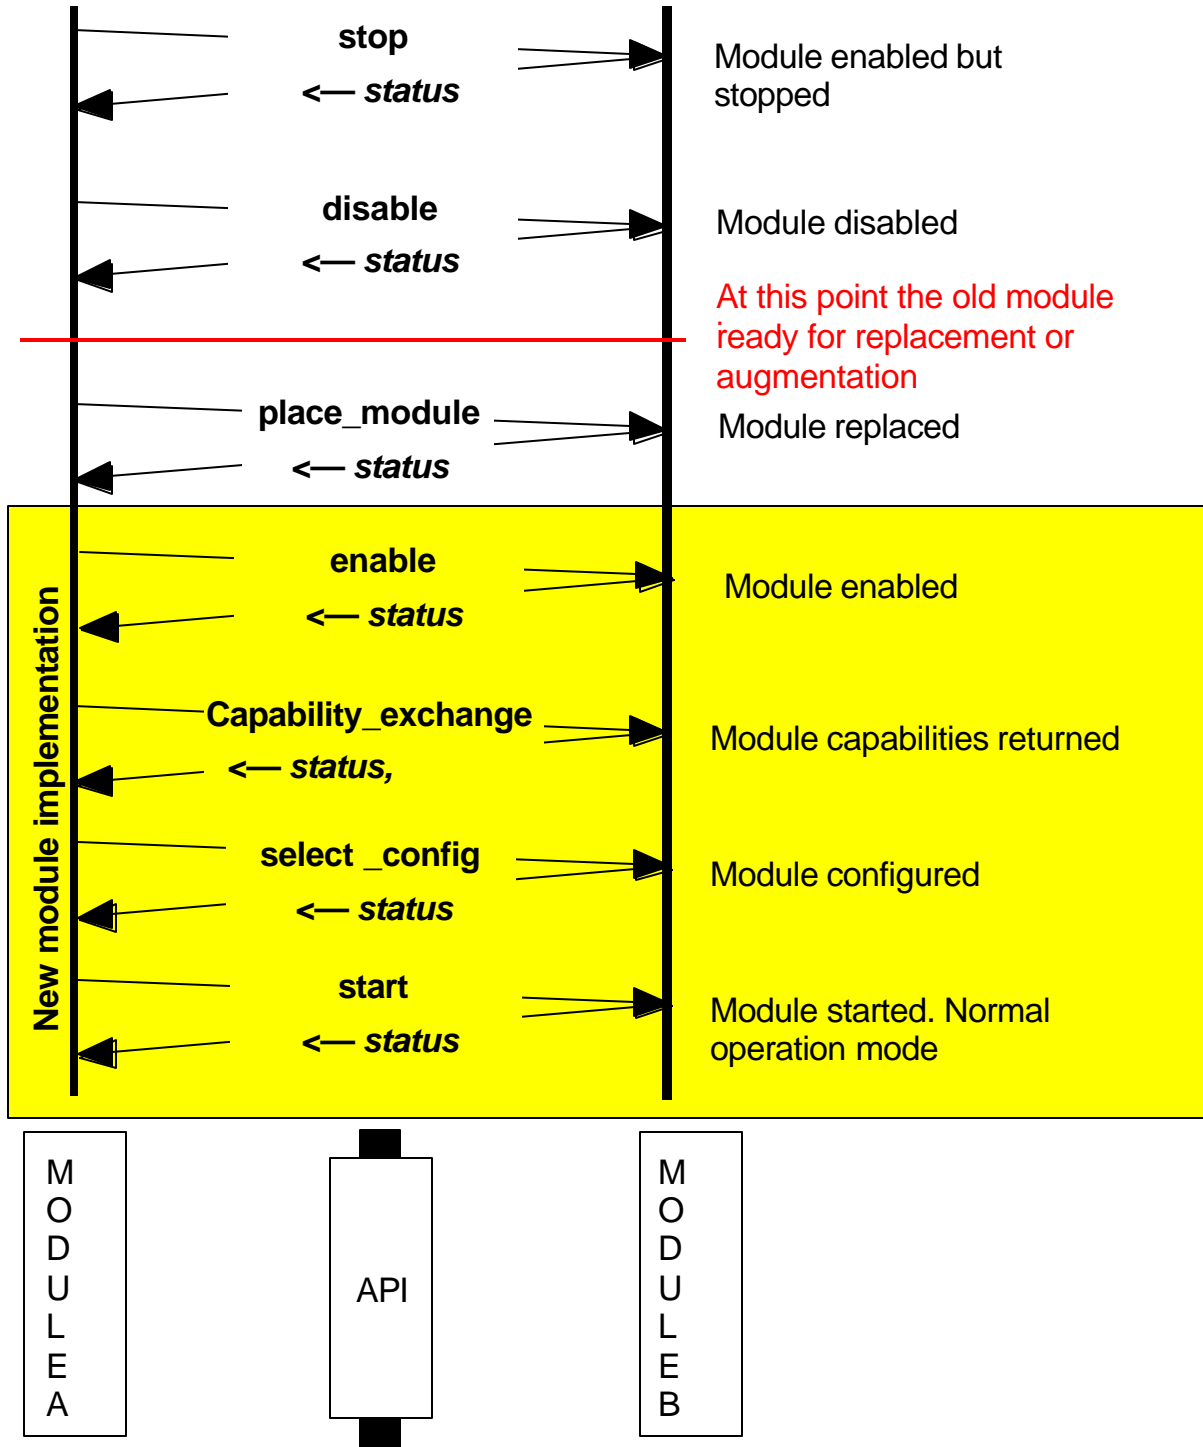 stop
<— status
Module enabled but
stopped
disable
<— status
Module disabled
At this point the old module
ready for replacement or
augmentation
place_module
<— status
Module replaced
New module implementation
enable
<— status
Module enabled
Capability_exchange
<— status,
Module capabilities returned
select _config
<— status
Module configured
start
<— status
Module started. Normal
operation mode
MODULE A
API
MODULE B